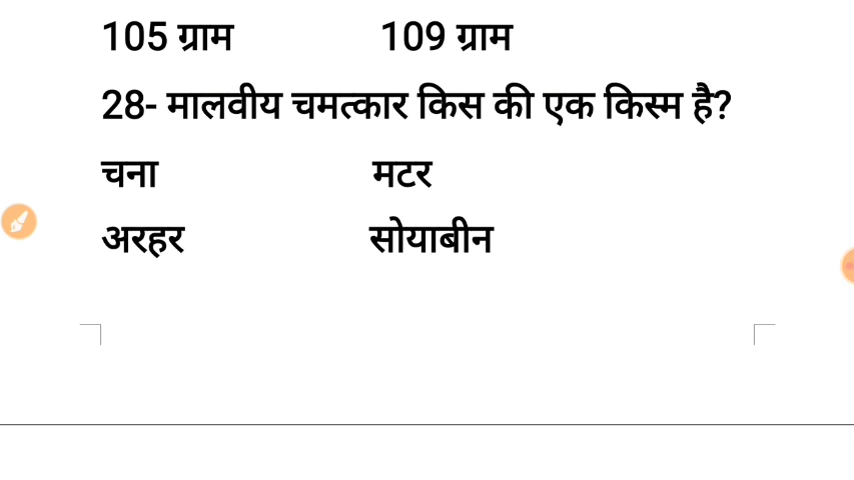 105 ग्राम 109 ग्राम
28- मालवीय चमत्कार किस की एक किस्म है?
चना मटर
अरहर सोयाबीन